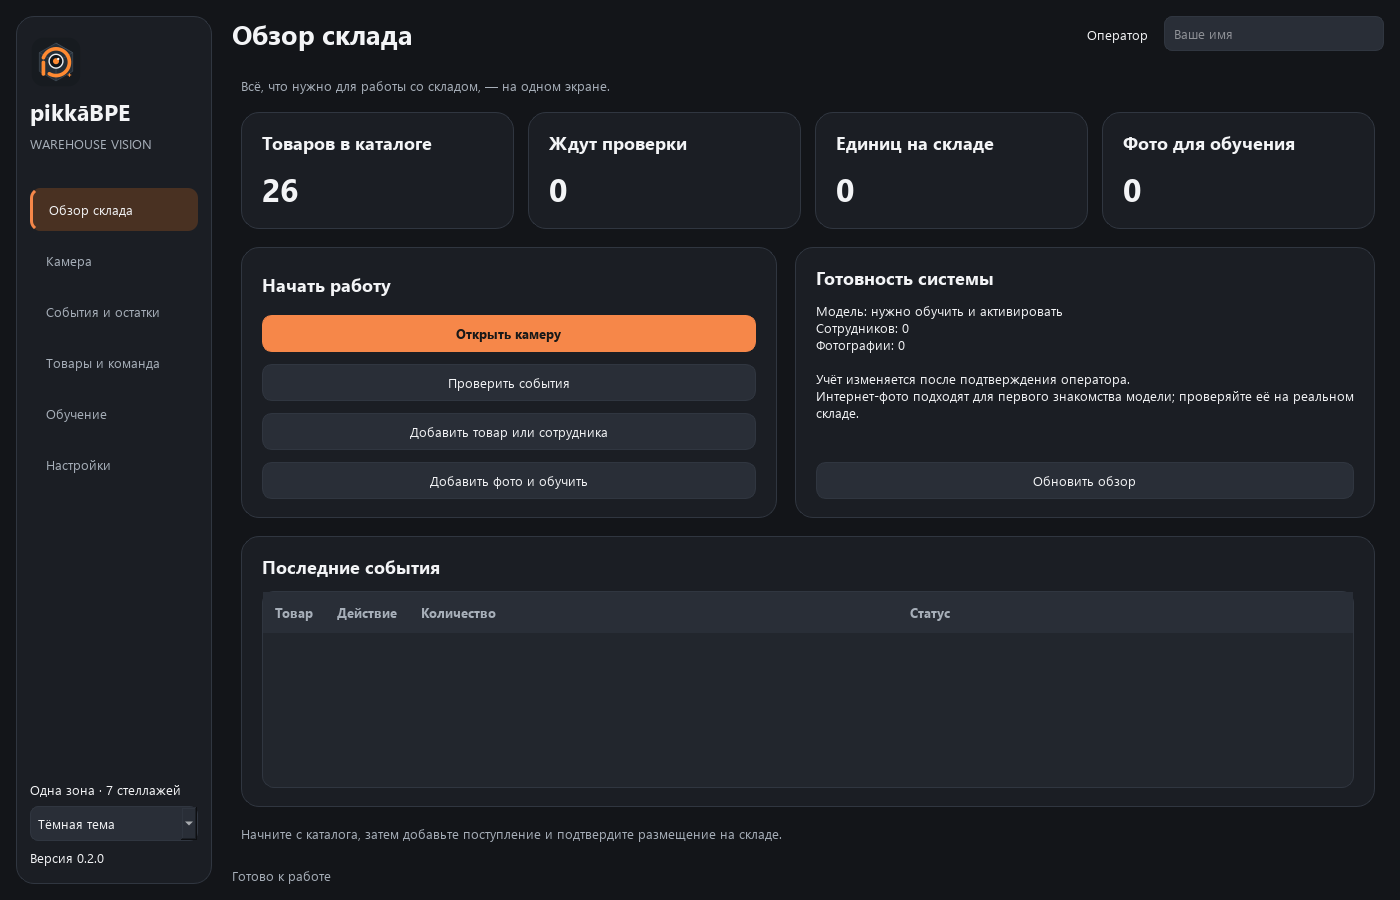 pikkāBPE
WAREHOUSE VISION
Обзор склада
Камера
События и остатки
Товары и команда
Обучение
Настройки
Одна зона · 7 стеллажей
Тёмная тема
Версия 0.2.0
Обзор склада
Оператор
Ваше имя
Всё, что нужно для работы со складом, — на одном экране.
Товаров в каталоге
26
Ждут проверки
0
Единиц на складе
0
Фото для обучения
0
Начать работу
Открыть камеру
Проверить события
Добавить товар или сотрудника
Добавить фото и обучить
Готовность системы
Модель: нужно обучить и активировать
Сотрудников: 0
Фотографии: 0
Учёт изменяется после подтверждения оператора.
Интернет-фото подходят для первого знакомства модели; проверяйте её на реальном
складе.
Обновить обзор
Последние события
Товар Действие Количество Статус
Начните с каталога, затем добавьте поступление и подтвердите размещение на складе.
Готово к работе